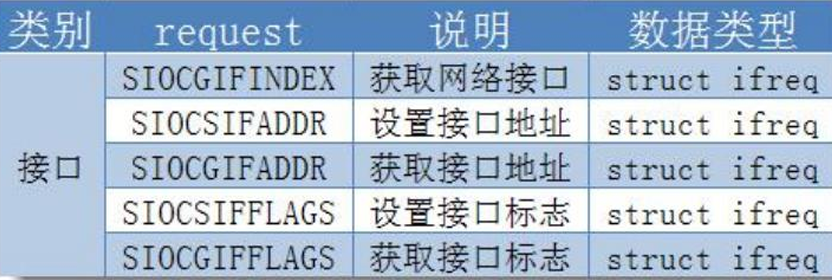 类别 request 说明 数据类型
SIOCGIFINDEX 获取网络接口 struct ifreq
SIOCSIFADDR 设置接口地址 struct ifreq
接口 SIOCGIFADDR 获取接口地址 struct ifreq
SIOCSIFFLAGS 设置接口标志 struct ifreq
SIOCGIFFLAGS 获取接口标志 struct ifreq